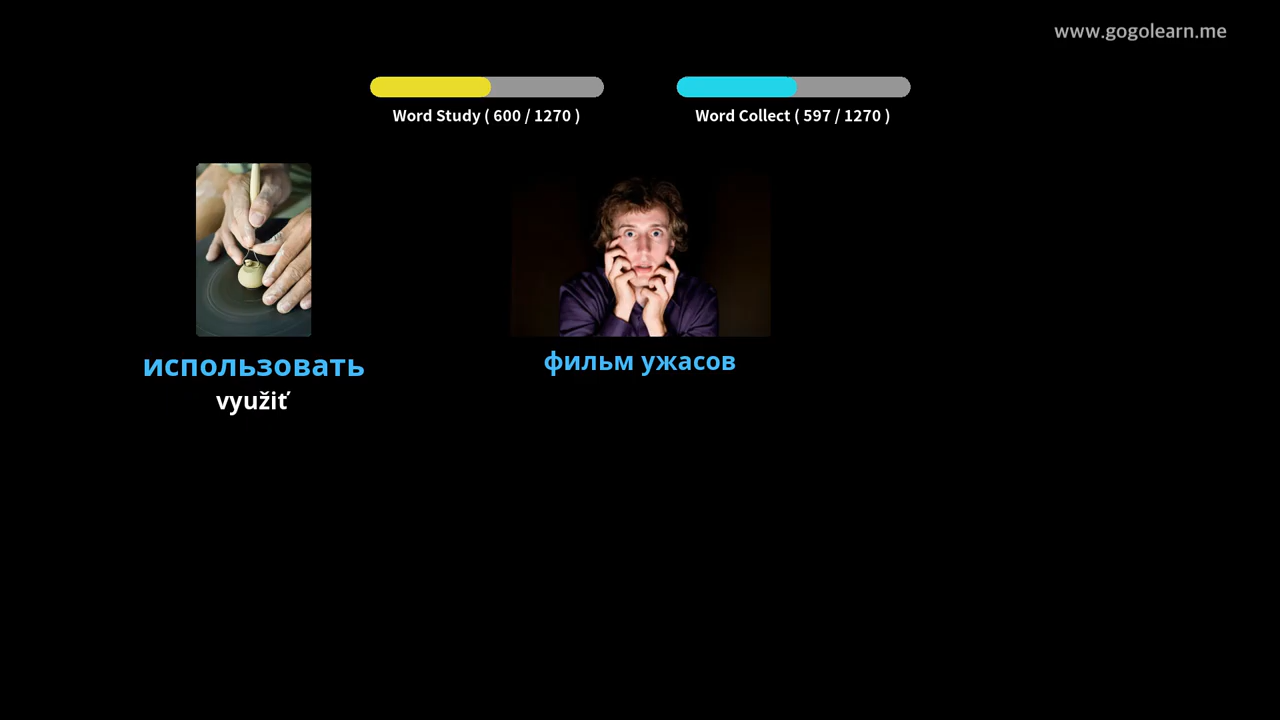 www.gogolearn.me
Word Study ( 600 / 1270 )
Word Collect ( 597 / 1270 )
использовать
využiť
фильм ужасов